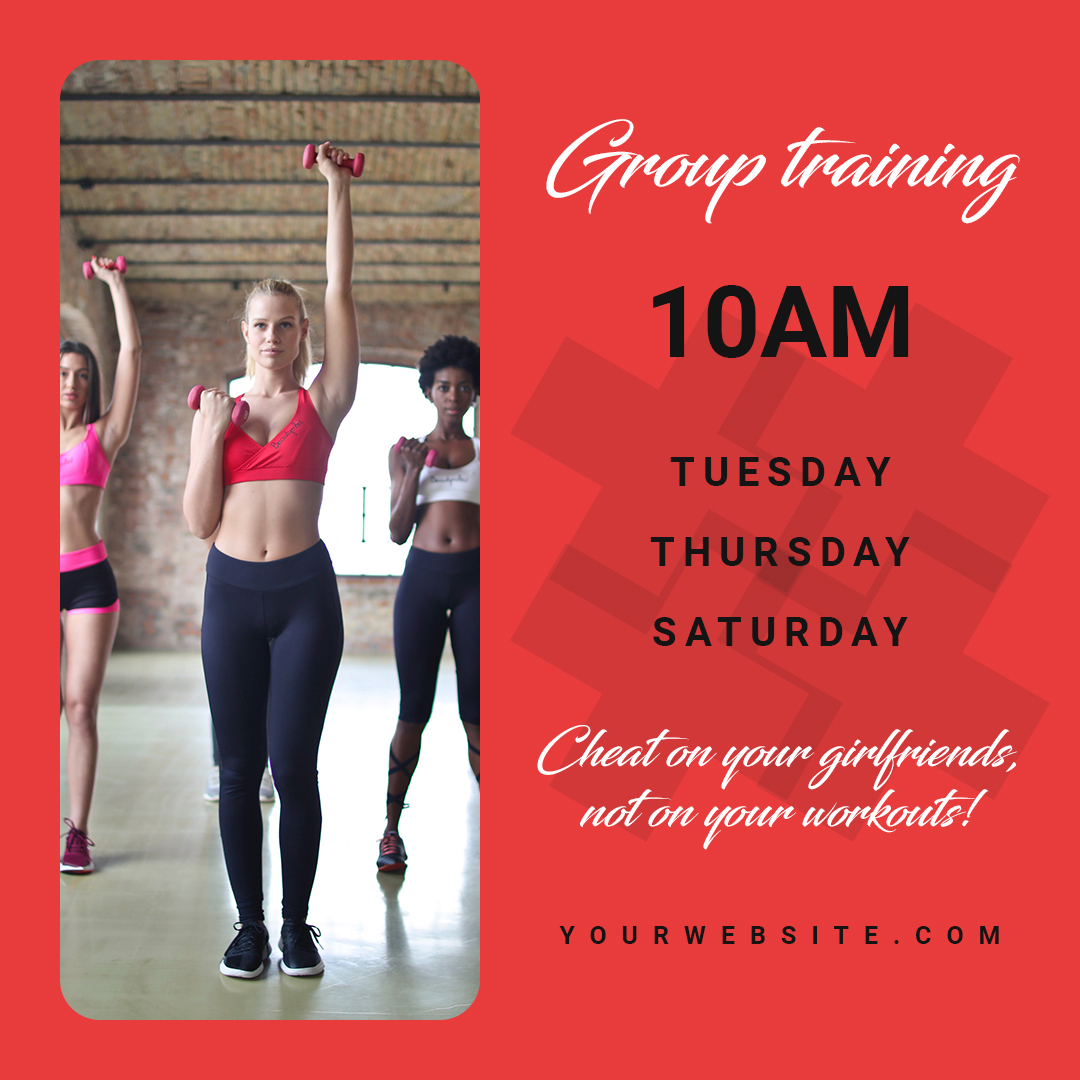 Group training
10AM
TUESDAY
THURSDAY
SATURDAY
Cheat on your girlfriends,
not on your workouts!
YOURWEBSITE.COM